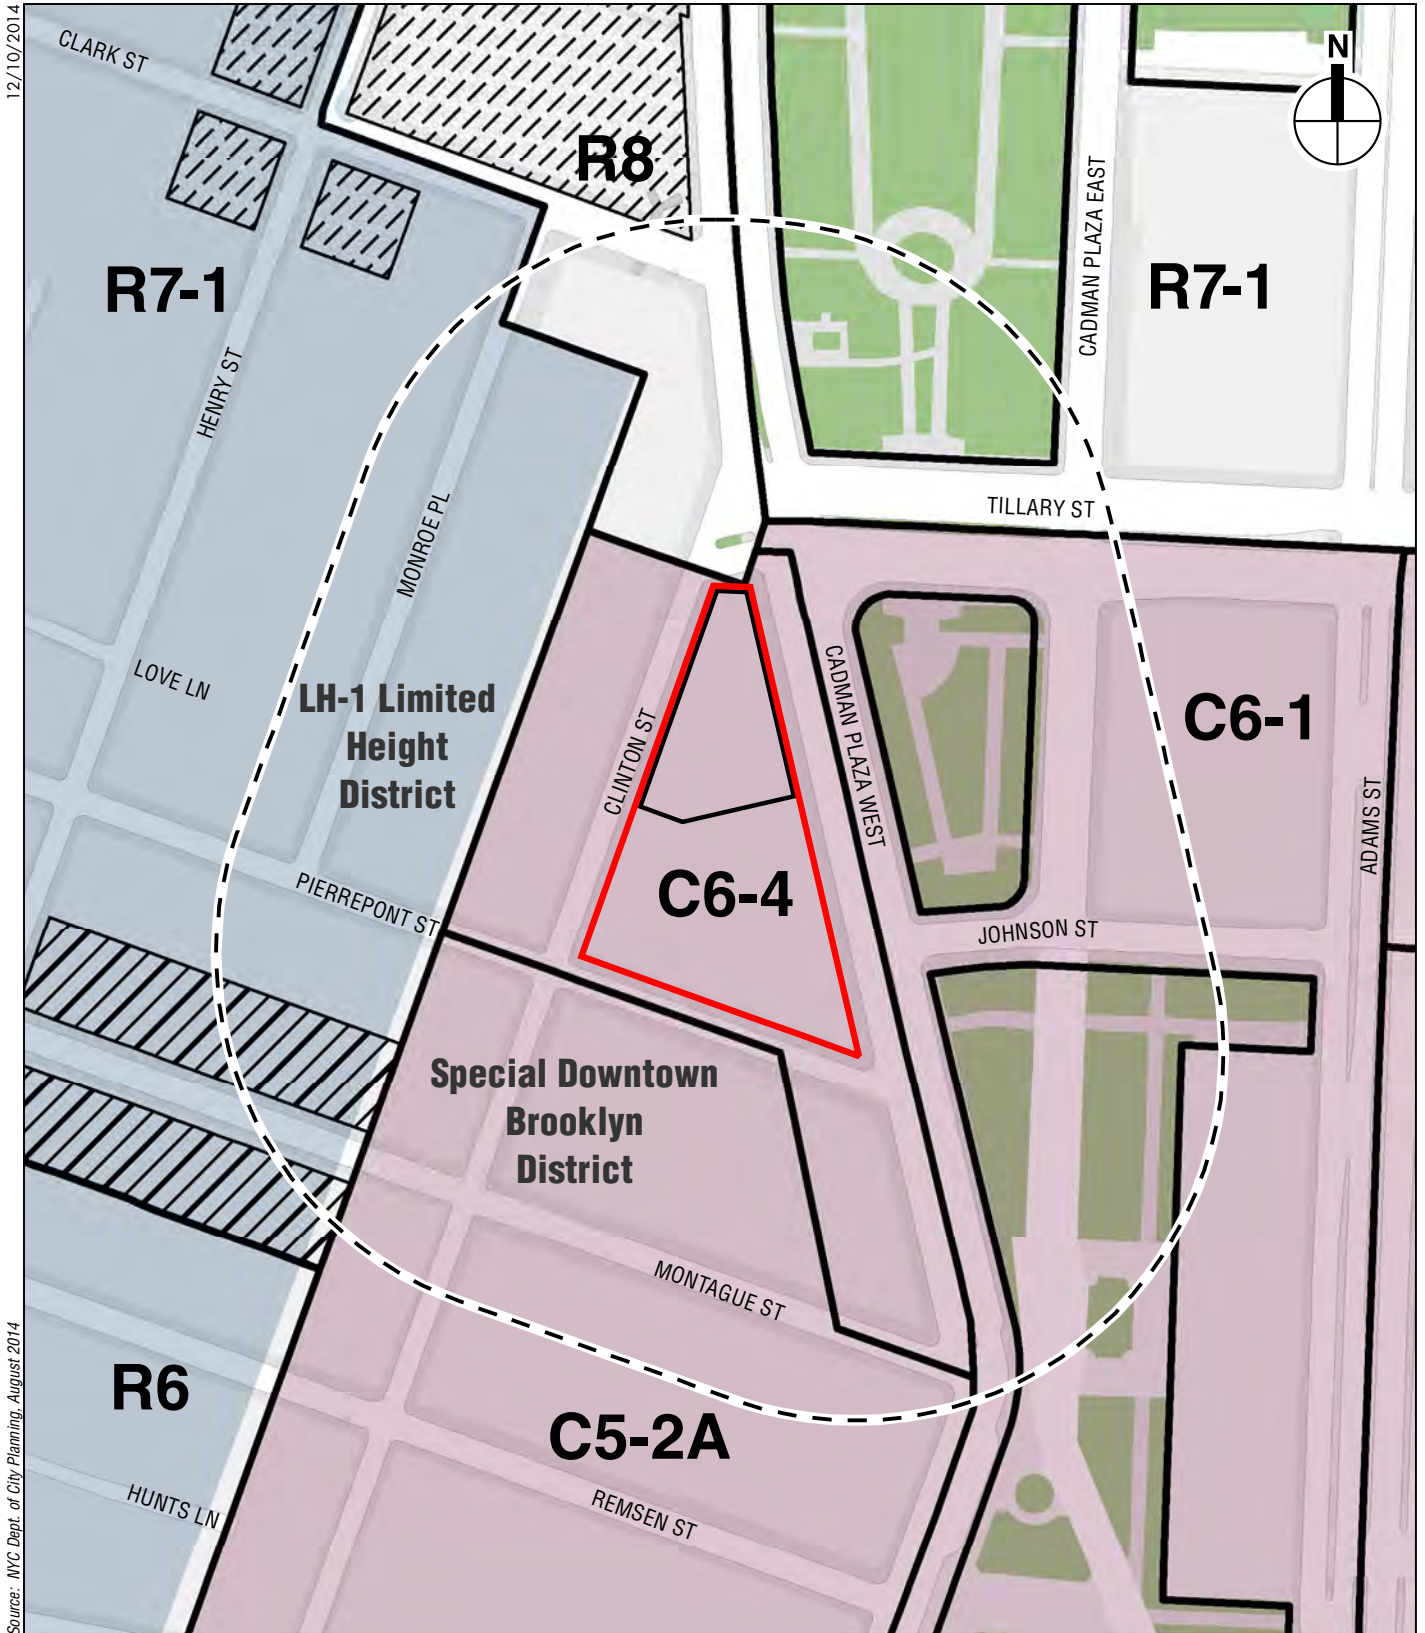 12/10/2014
CLARK ST
N
R8
CADMAN PLAZA EAST
R7-1
R7-1
HENRY ST
MONROE PL
TILLARY ST
LOVE LN
LH-1 Limited
Height
District
CLINTON ST
CADMAN PLAZA WEST
C6-1
ADAMS ST
C6-4
PIERREPONT ST
JOHNSON ST
Special Downtown
Brooklyn
District
MONTAGUE ST
R6
C5-2A
HUNTS LN
REMSEN ST
Source: NYC Dept. of City Planning, August 2014